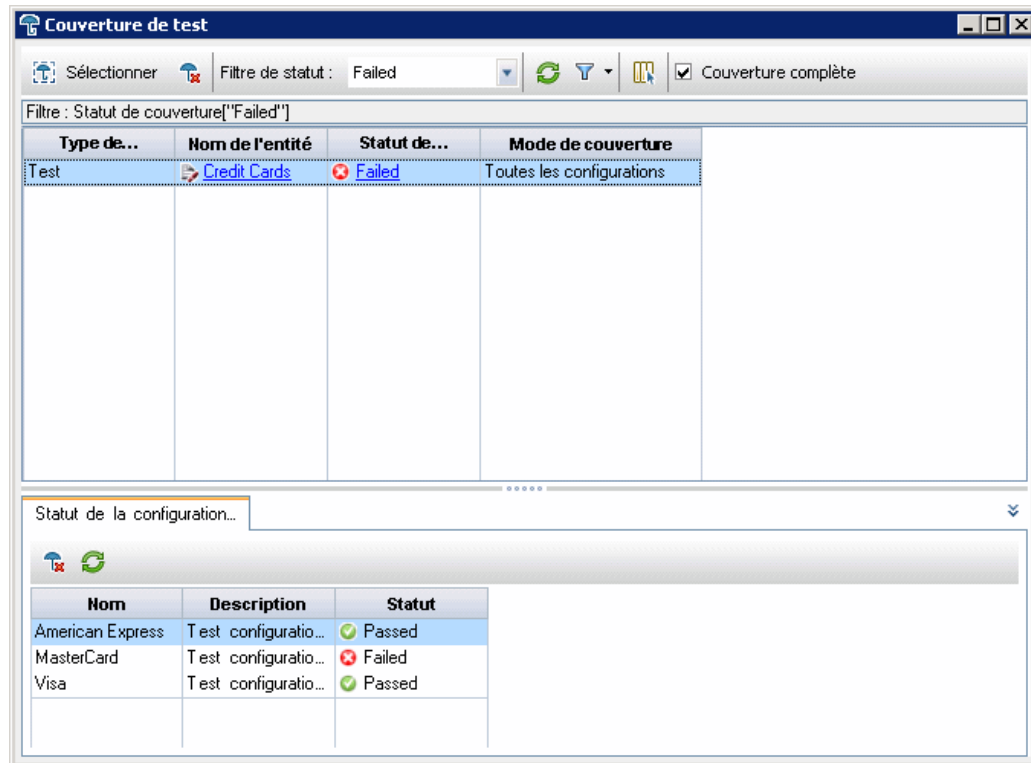 Couverture de test
Sélectionner Filtre de statut : Failed Couverture complète
Filtre : Statut de couverture["Failed"]
Type de... Nom de l'entité Statut de... Mode de couverture
Test Credit Cards Failed Toutes les configurations
Statut de la configuration...
Nom Description Statut
American Express Test configuratio... Passed
MasterCard Test configuratio... Failed
Visa Test configuratio... Passed